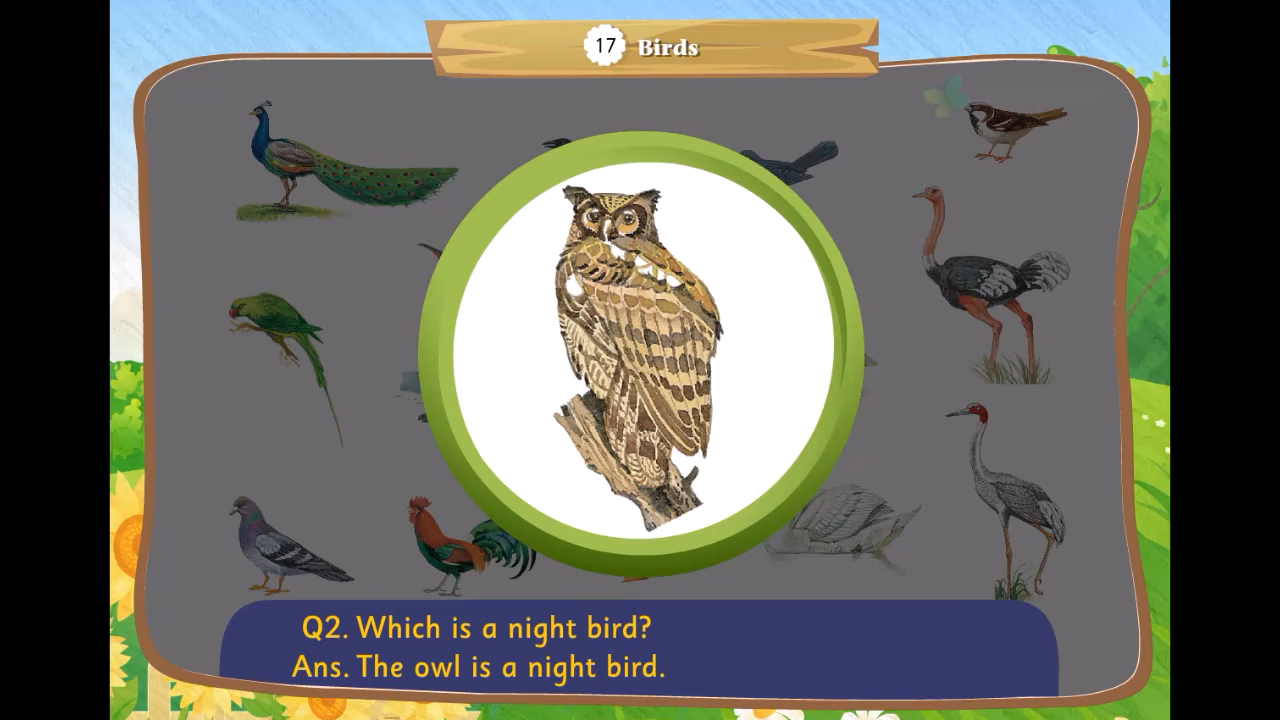 17 Birds
Q2. Which is a night bird?
Ans. The owl is a night bird.